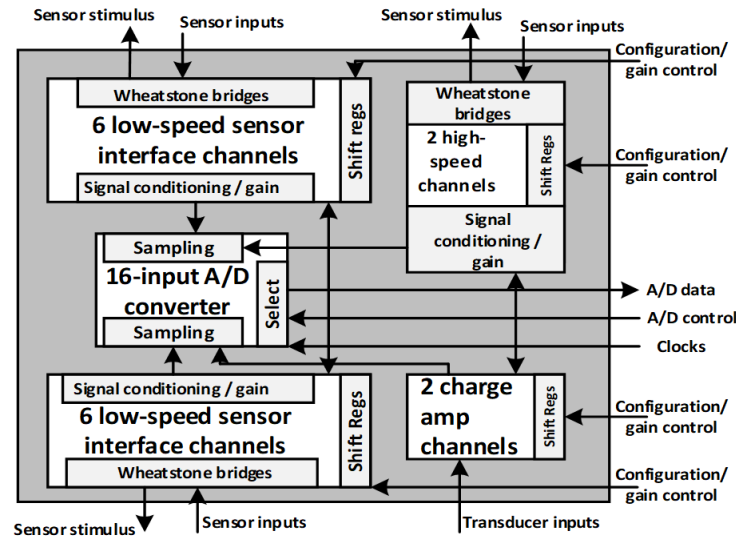 Sensor stimulus
Sensor inputs
Sensor stimulus
Sensor inputs
Configuration/
gain control
Wheatstone bridges
6 low-speed sensor
interface channels
Shift regs
Signal conditioning / gain
Wheatstone
bridges
2 high-
speed
channels
Shift Regs
Configuration/
gain control
Signal
conditioning /
gain
Sampling
16-input A/D
converter
Select
Sampling
A/D data
A/D control
Clocks
Signal conditioning / gain
6 low-speed sensor
interface channels
Shift Regs
Wheatstone bridges
2 charge
amp
channels
Shift Regs
Configuration/
gain control
Configuration/
gain control
Sensor stimulus
Sensor inputs
Transducer inputs